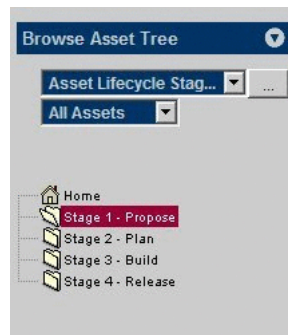 Browse Asset Tree
Asset Lifecycle Stag... ...
All Assets
Home
Stage 1 - Propose
Stage 2 - Plan
Stage 3 - Build
Stage 4 - Release